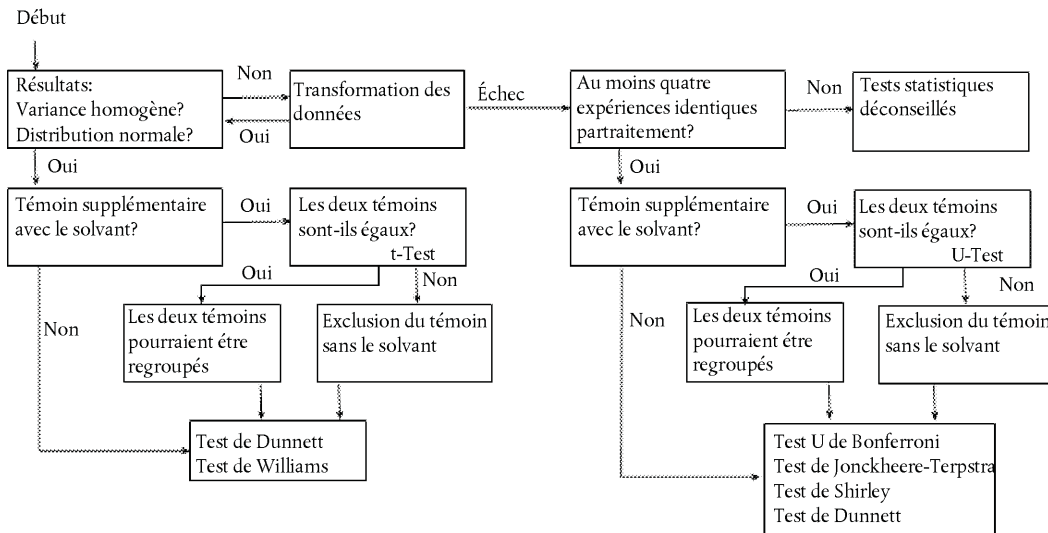 Début
Résultats:
Variance homogène?
Distribution normale?
Non
Oui
Transformation des
données
Échec
Au moins quatre
expériences identiques
partraitement?
Non
Tests statistiques
déconseillés
Oui
Témoin supplémentaire
avec le solvant?
Oui
Les deux témoins
sont-ils égaux?
t-Test
Oui
Non
Non
Les deux témoins
pourraient étre
regroupés
Exclusion du témoin
sans le solvant
Test de Dunnett
Test de Williams
Oui
Témoin supplémentaire
avec le solvant?
Oui
Les deux témoins
sont-ils égaux?
U-Test
Oui
Non
Non
Les deux témoins
pourraient étre
regroupés
Exclusion du témoin
sans le solvant
Test U de Bonferroni
Test de Jonckheere-Terpstra
Test de Shirley
Test de Dunnett